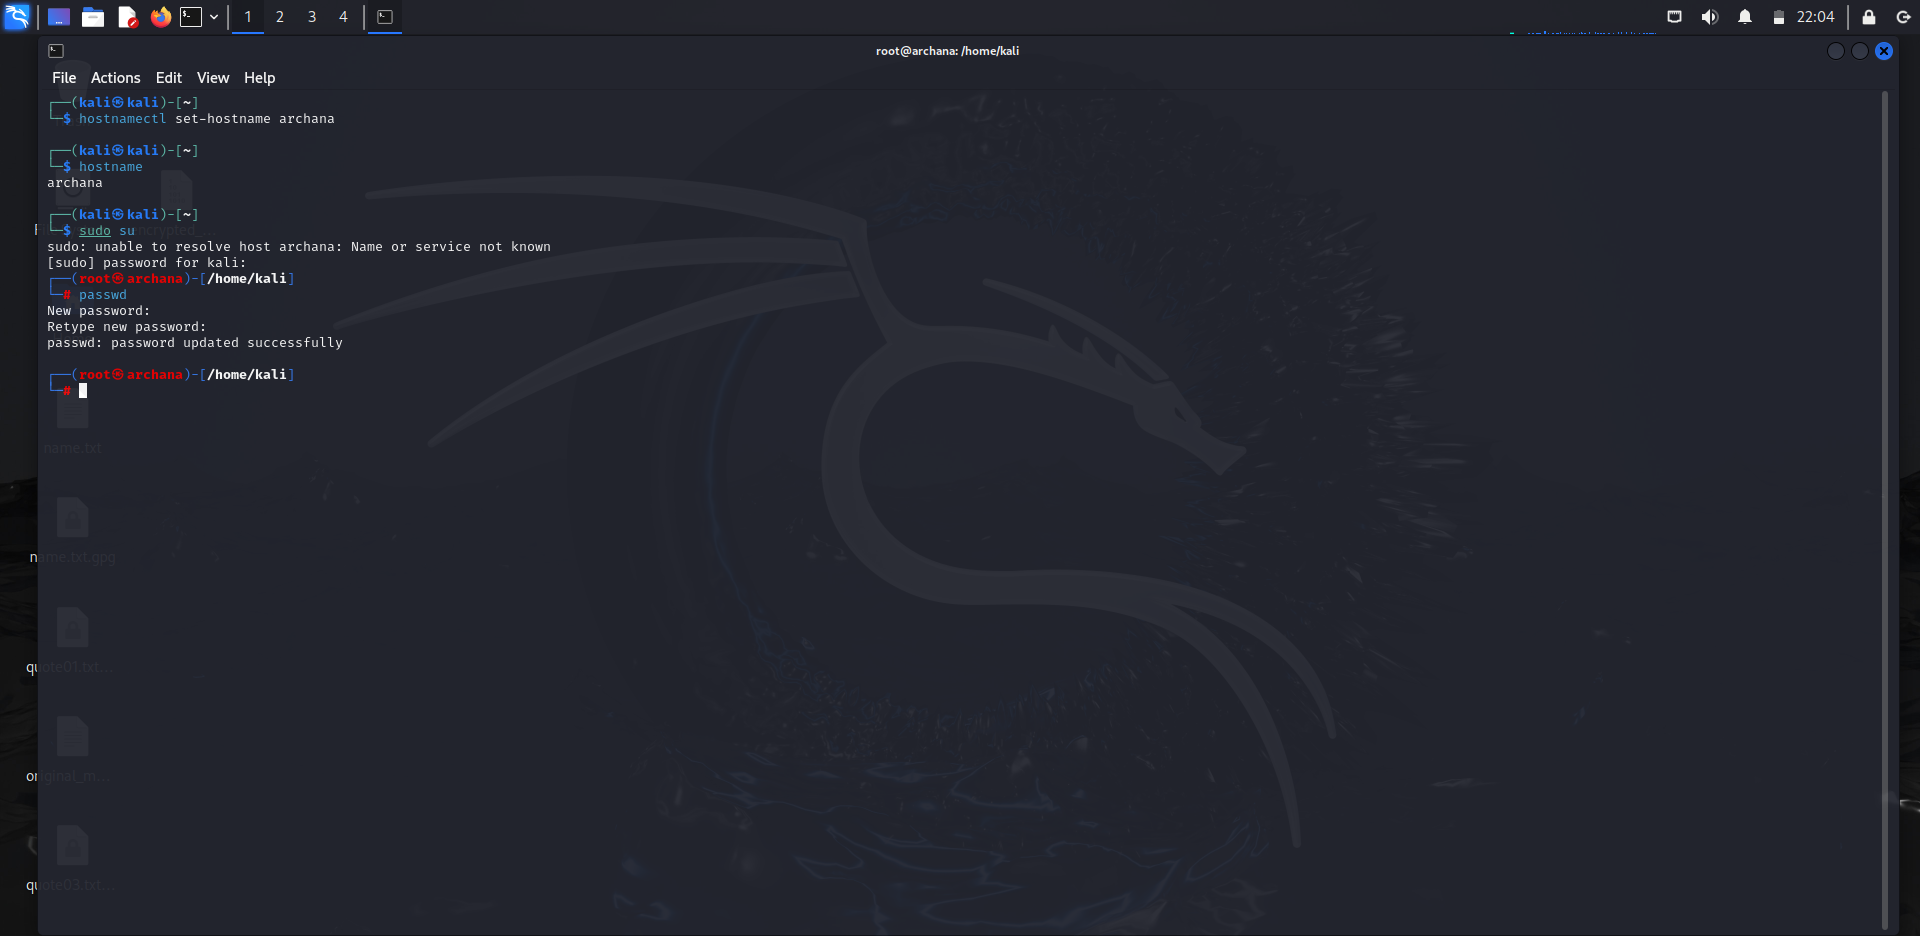 1 2 3 4
22:04
root@archana: /home/kali
File Actions Edit View Help
┌──(kali㉿kali)-[~]
└─$ hostnamectl set-hostname archana
┌──(kali㉿kali)-[~]
└─$ hostname
archana
┌──(kali㉿kali)-[~]
└─$ sudo su
sudo: unable to resolve host archana: Name or service not known
[sudo] password for kali:
┌──(root㉿archana)-[/home/kali]
└─# passwd
New password:
Retype new password:
passwd: password updated successfully
┌──(root㉿archana)-[/home/kali]
└─#
name.txt
name.txt.gpg
quote01.txt...
original_m...
quote03.txt...